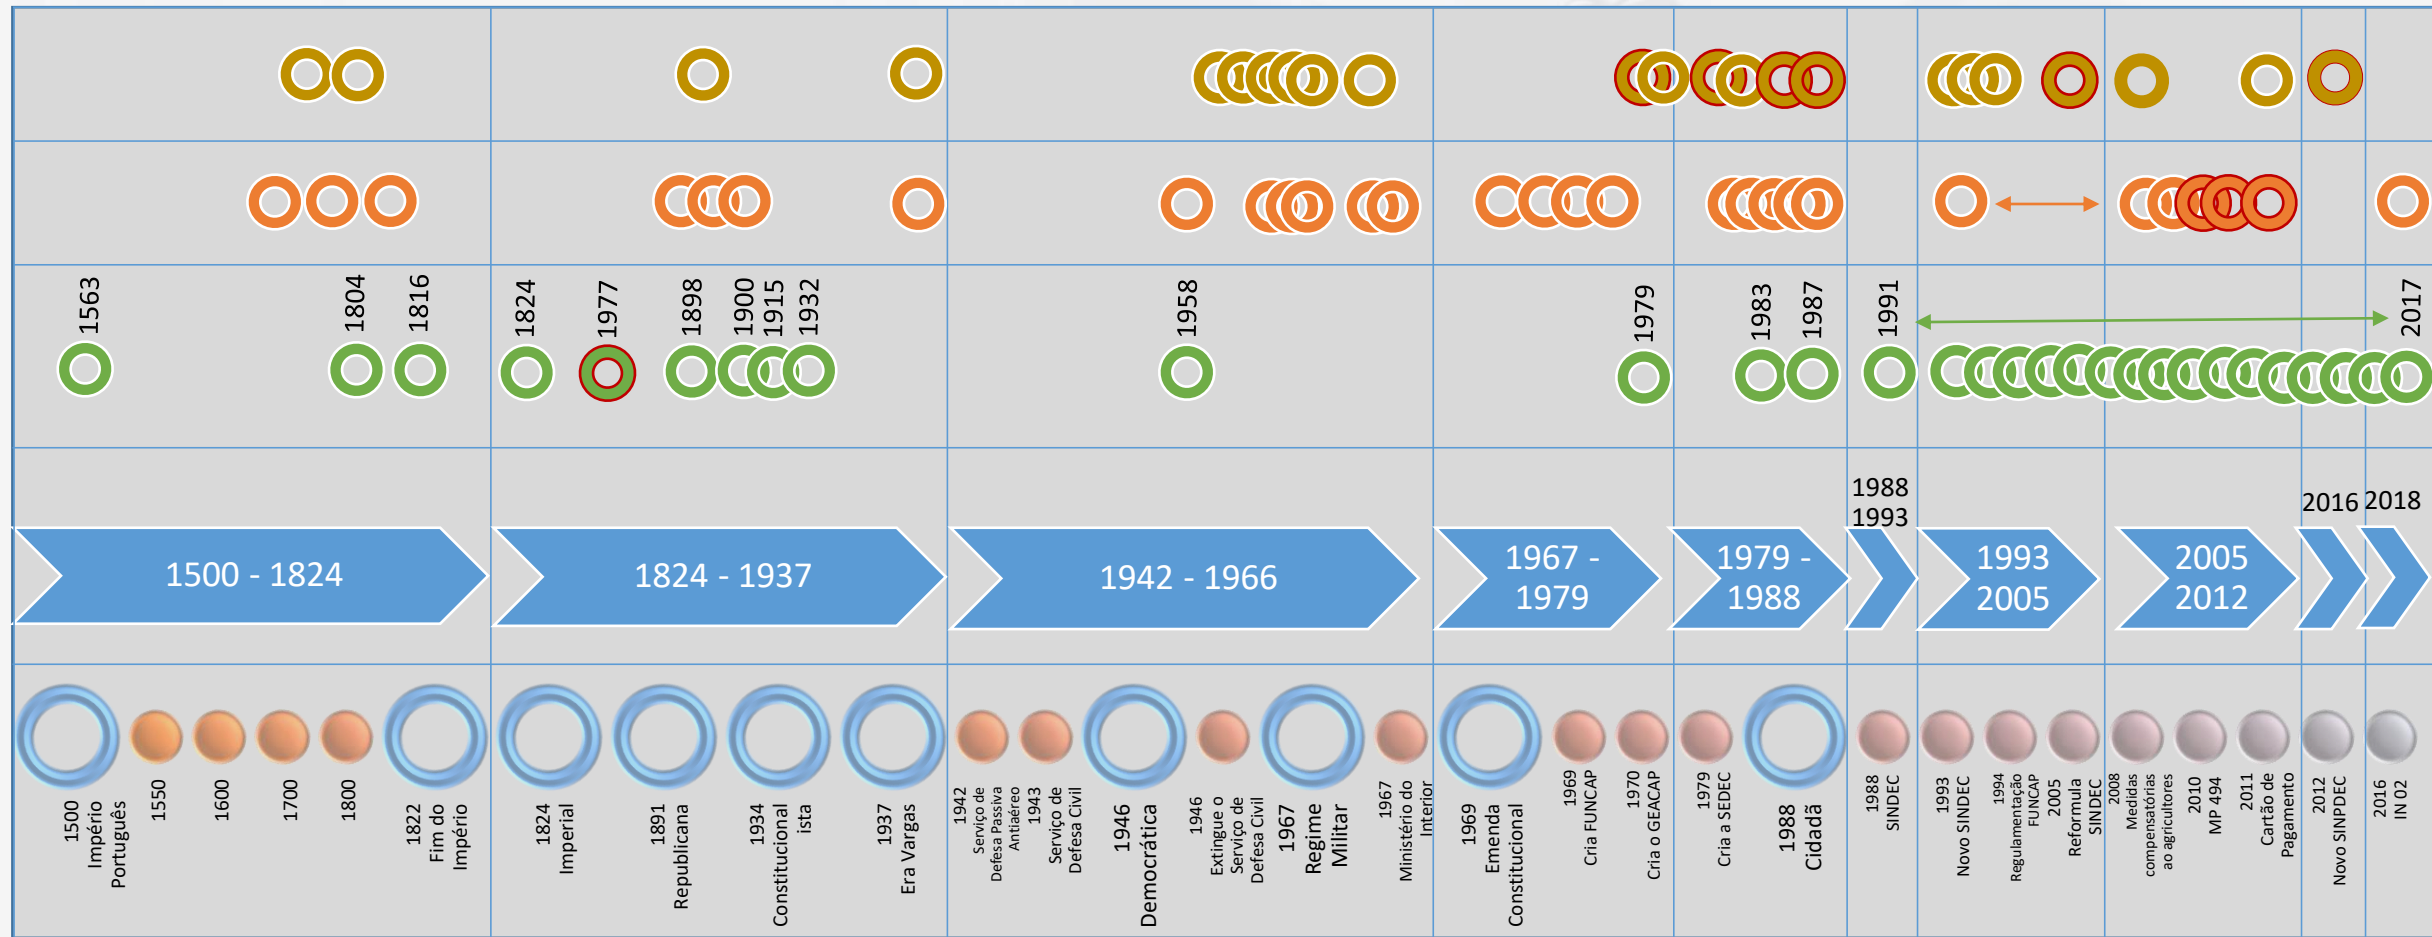 1563
1804
1816
1824
1977
1898
1900
1915
1932
1958
1979
1983
1987
1991
2017
1500 - 1824
1824 - 1937
1942 - 1966
1967 -
1979
1979 -
1988
1988
1993
1993
2005
2005
2012
2016
2018
1500
Império
Português
1550
1600
1700
1800
1822
Fim do
Império
1824
Imperial
1891
Republicana
1934
Constitucional
ista
1937
Era Vargas
1942
Serviço de
Defesa Passiva
Antiaéreo
1943
Serviço de
Defesa Civil
1946
Democrática
1946
Extingue o
Serviço de
Defesa Civil
1967
Regime
Militar
1967
Ministério do
Interior
1969
Emenda
Constitucional
1969
Cria FUNCAP
1970
Cria o GEACAP
1979
Cria a SEDEC
1988
Cidadã
1988
SINDEC
1993
Novo SINDEC
1994
Regulamentação
FUNCAP
2005
Reformula
SINDEC
2008
Medidas
compensatórias
ao agricultores
2010
MP 494
2011
Cartão de
Pagamento
2012
Novo SINPDEC
2016
IN 02